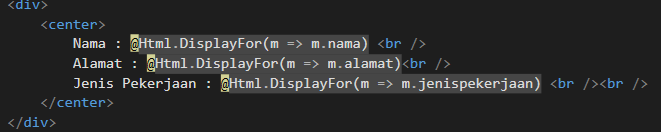 <div>
<center>
Nama : @Html.DisplayFor(m => m.nama) <br />
Alamat : @Html.DisplayFor(m => m.alamat)<br />
Jenis Pekerjaan : @Html.DisplayFor(m => m.jenispekerjaan) <br /><br />
</center>
</div>